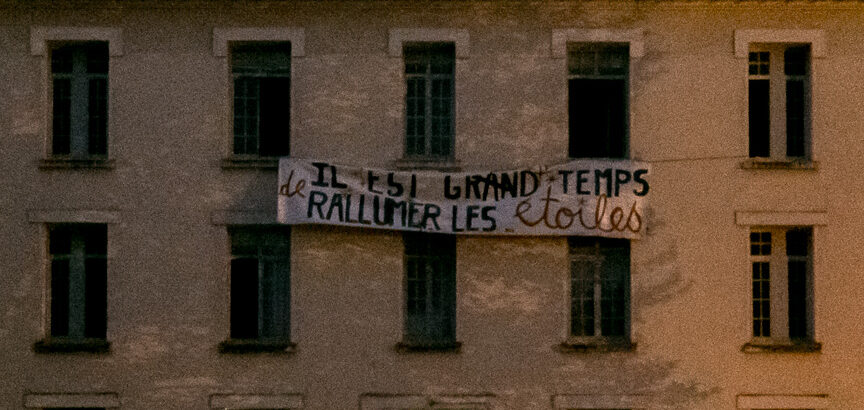 IL EST GRAND TEMPS
de RALLUMER LES étoiles